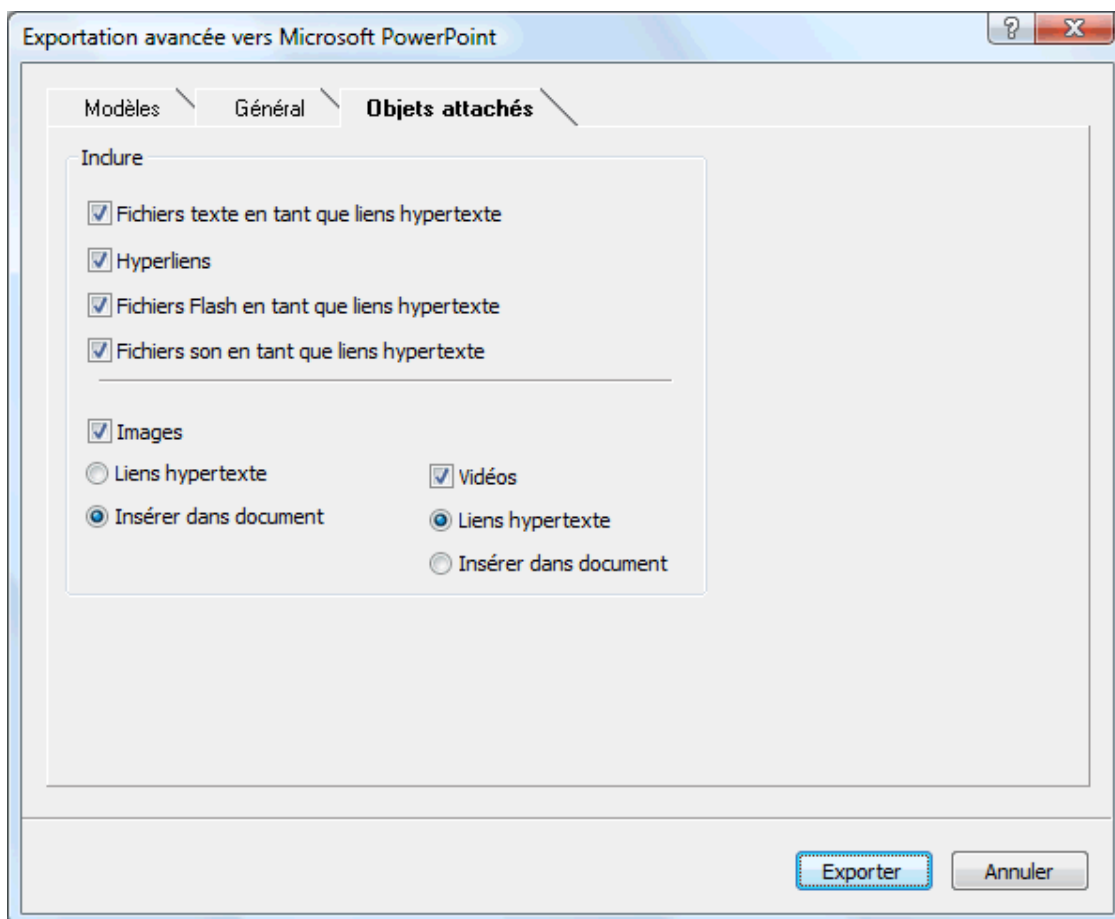 Exportation avancée vers Microsoft PowerPoint
?
X
Modèles Général Objets attachés
Inclure
Fichiers texte en tant que liens hypertexte
Hyperliens
Fichiers Flash en tant que liens hypertexte
Fichiers son en tant que liens hypertexte
Images
Liens hypertexte
Insérer dans document
Vidéos
Liens hypertexte
Insérer dans document
Exporter Annuler